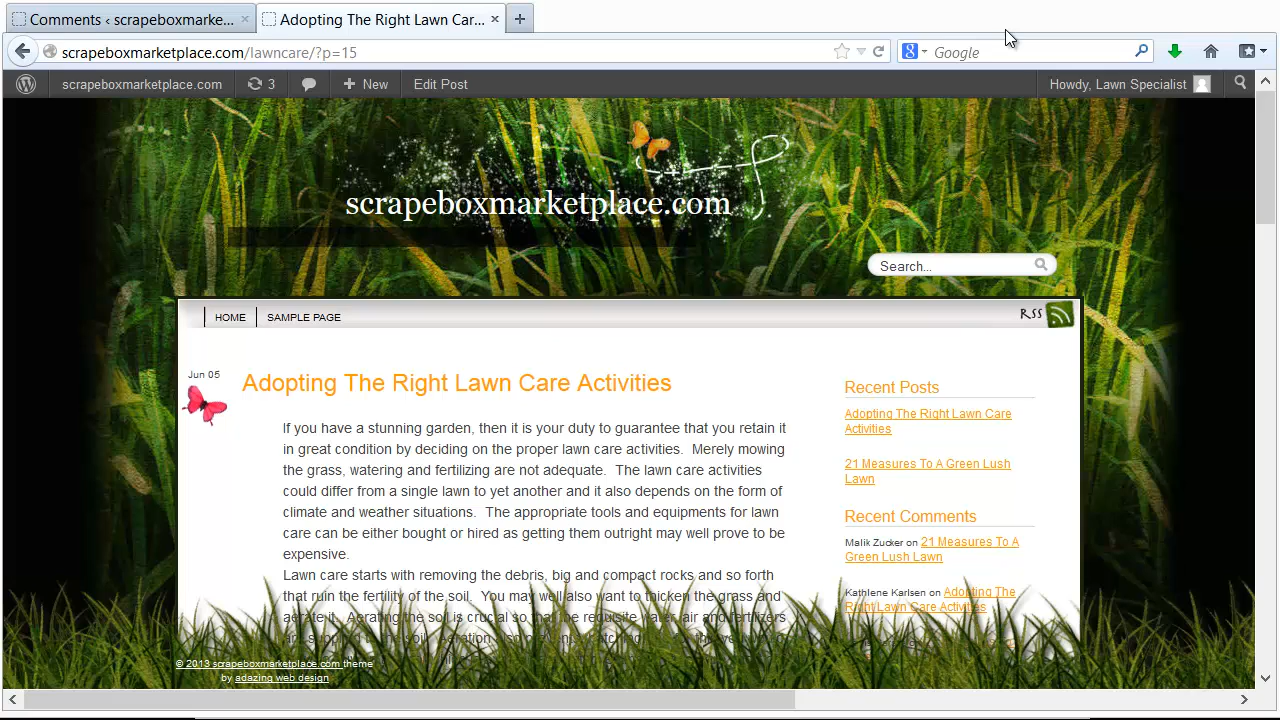 Comments ‹ scrapeboxmarke...
Adopting The Right Lawn Car...
scrapeboxmarketplace.com/lawncare/?p=15
Google
scrapeboxmarketplace.com
3
New
Edit Post
Howdy, Lawn Specialist
scrapeboxmarketplace.com
Search...
HOME
SAMPLE PAGE
RSS
Jun 05
Adopting The Right Lawn Care Activities
If you have a stunning garden, then it is your duty to guarantee that you retain it
in great condition by deciding on the proper lawn care activities. Merely mowing
the grass, watering and fertilizing are not adequate. The lawn care activities
could differ from a single lawn to yet another and it also depends on the form of
climate and weather situations. The appropriate tools and equipments for lawn
care can be either bought or hired as getting them outright may well prove to be
expensive.
Lawn care starts with removing the debris, big and compact rocks and so forth
that ruin the fertility of the soil. You may well also want to thicken the grass and
aerate it. Aerating the soil is crucial so that the requisite water, air and fertilizers
Recent Posts
Adopting The Right Lawn Care
Activities
21 Measures To A Green Lush
Lawn
Recent Comments
Malik Zucker on 21 Measures To A
Green Lush Lawn
Kathlene Karlsen on Adopting The
Right Lawn Care Activities
© 2013 scrapeboxmarketplace.com theme
by adazing web design